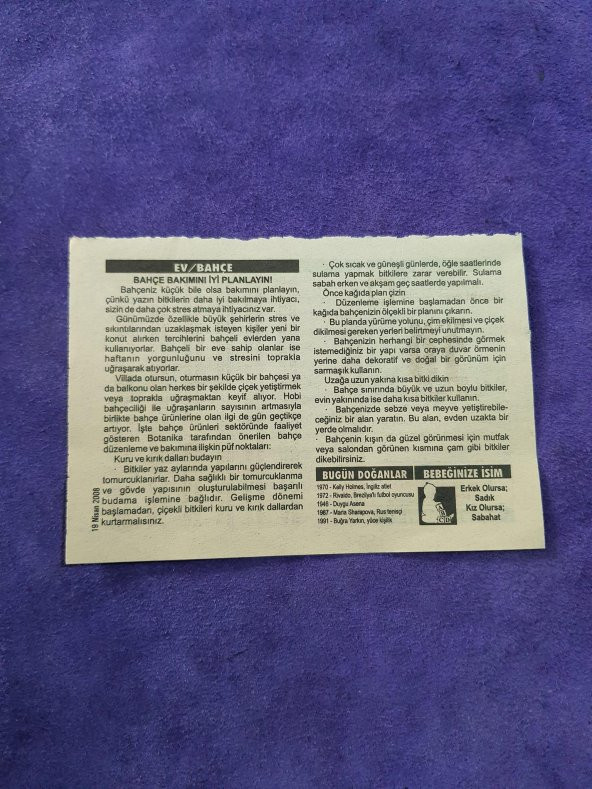 EV/BAHÇE
BAHÇE BAKIMINI İYİ PLANLAYIN!
Bahçeniz küçük bile olsa bakımını planlayın,
çünkü yazın bitkilerin daha iyi bakılmaya ihtiyacı,
sizin de daha çok stres atmaya ihtiyacınız var.
Günümüzde özellikle büyük şehirlerin stres ve
sıkıntılarından uzaklaşmak isteyen kişiler yeni bir
konut alırken tercihlerini bahçeli evlerden yana
kullanıyorlar. Bahçeli bir eve sahip olanlar ise
haftanın yorgunluğunu ve stresini toprakla
uğraşarak atıyorlar.
Villada otursun, oturmasın küçük bir bahçesi ya
da balkonu olan herkes bir şekilde çiçek yetiştirmek
veya toprakla uğraşmaktan keyif alıyor. Hobi
bahçeciliği ile uğraşanların sayısının artmasıyla
birlikte bahçe ürünlerine olan ilgi de gün geçtikçe
artıyor. İşte bahçe ürünleri sektöründe faaliyet
gösteren Botanika tarafından önerilen bahçe
düzenleme ve bakımına ilişkin püf noktaları:
Kuru ve kırık dalları budayın
· Bitkiler yaz aylarında yapılarını güçlendirerek
tomurcuklanırlar. Daha sağlıklı bir tomurcuklanma
ve gövde yapısının oluşturulabilmesi başarılı
budama işlemine bağlıdır. Gelişme dönemi
başlamadan, çiçekli bitkileri kuru ve kırık dallardan
kurtarmalısınız.
19 Nisan 2008
· Çok sıcak ve güneşli günlerde, öğle saatlerinde
sulama yapmak bitkilere zarar verebilir. Sulama
sabah erken ve akşam geç saatlerde yapılmalı.
Önce kağıda plan çizin
· Düzenleme işlemine başlamadan önce bir
kağıda bahçenizin ölçekli bir planını çıkarın.
· Bu planda yürüme yolunu, çim ekilmesi ve çiçek
dikilmesi gereken yerleri belirtmeyi unutmayın.
· Bahçenizin herhangi bir cephesinde görmek
istemediğiniz bir yapı varsa oraya duvar örmenin
yerine daha dekoratif ve doğal bir görünüm için
sarmaşık kullanın.
Uzağa uzun yakına kısa bitki dikin
· Bahçe sınırında büyük ve uzun boylu bitkiler,
evin yakınında ise daha kısa bitkiler kullanın.
· Bahçenizde sebze veya meyve yetiştirebile-
ceğiniz bir alan yaratın. Bu alan, evden uzakta bir
yerde olmalıdır.
· Bahçenin kışın da güzel görünmesi için mutfak
veya salondan görünen kısmına çam gibi bitkiler
dikebilirsiniz.
BUGÜN DOĞANLAR
1970 - Kelly Holmes, İngiliz atlet
1972 - Rivaldo, Brezilya'lı futbol oyuncusu
1946 - Duygu Asena
1987 - Maria Sharapova, Rus tenisçi
1991 - Buğra Yarkın, yüce kişilik
BEBEĞİNİZE İSİM
Erkek Olursa;
Sadık
Kız Olursa;
Sabahat